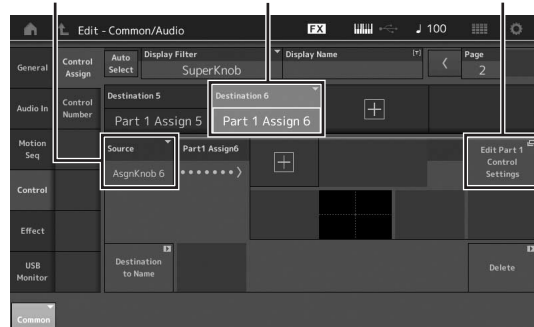 Edit - Common/Audio
FX
100
General
Control
Assign
Auto
Select
Display Filter
SuperKnob
Display Name
[T]
Page
2
Audio In
Control
Number
Destination 5
Part 1 Assign 5
Destination 6
Part 1 Assign 6
Motion
Seq
Source
AsgnKnob 6
Part1 Assign6
Edit Part 1
Control
Settings
Control
Effect
USB
Monitor
Destination
to Name
Delete
Common